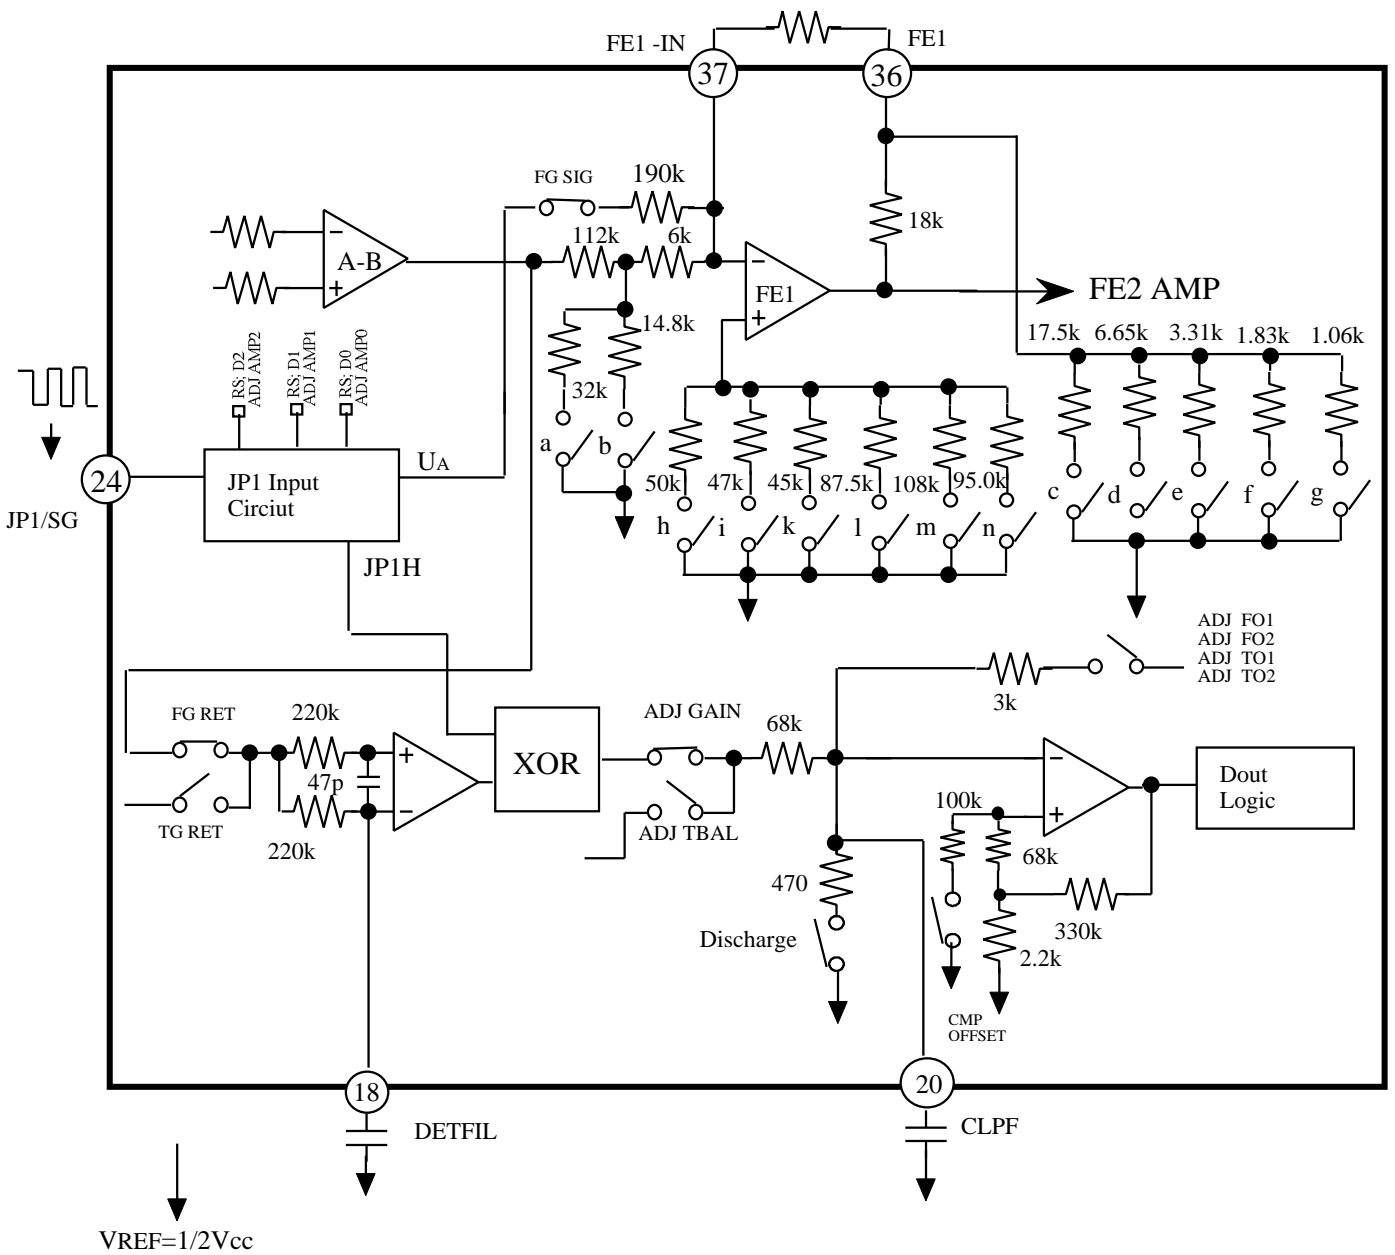 FE1 -IN
FE1
37
36
FG SIG
190k
18k
112k
6k
A-B
FE1
FE2 AMP
14.8k
17.5k
6.65k
3.31k
1.83k
1.06k
RS; D2
ADJ AMP2
RS; D1
ADJ AMP1
RS; D0
ADJ AMP0
32k
a
b
UA
24
JP1 Input
Circiut
JP1/SG
50k
47k
45k
87.5k
108k
95.0k
c
d
e
f
g
h
i
k
l
m
n
JP1H
ADJ FO1
ADJ FO2
ADJ TO1
ADJ TO2
3k
FG RET
220k
ADJ GAIN
68k
XOR
47p
Dout
Logic
TG RET
220k
ADJ TBAL
100k
68k
470
330k
Discharge
2.2k
CMP
OFFSET
18
20
DETFIL
CLPF
VREF=1/2Vcc